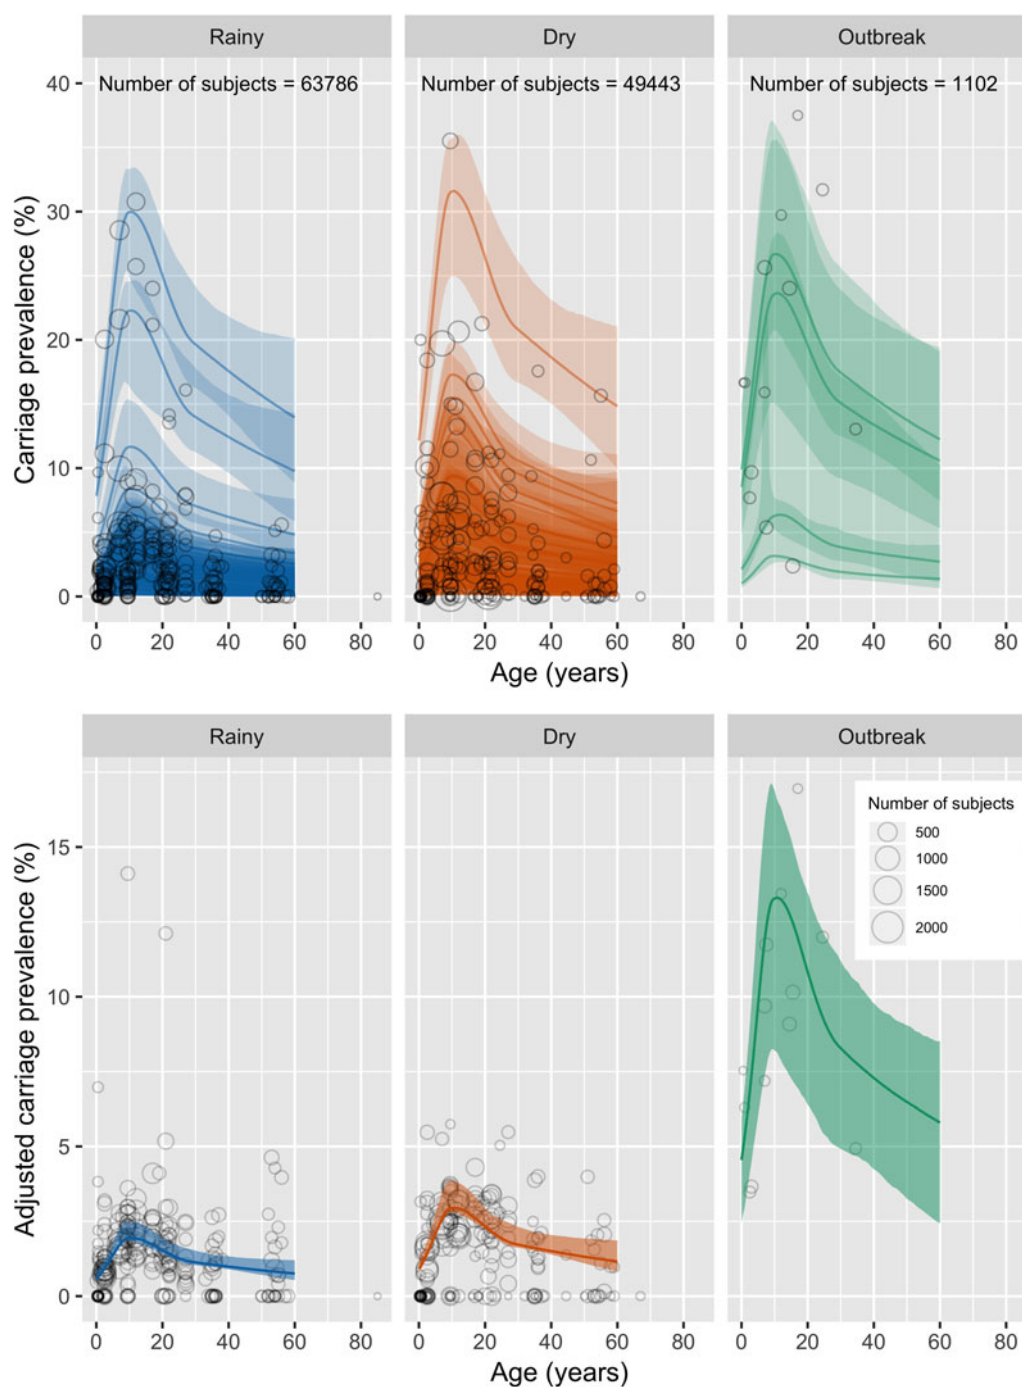 Rainy
Dry
Outbreak
Number of subjects = 63786
Number of subjects = 49443
Number of subjects = 1102
Carriage prevalence (%)
40
30
20
10
0
0 20 40 60 80
0 20 40 60 80
0 20 40 60 80
Age (years)
Rainy
Dry
Outbreak
Adjusted carriage prevalence (%)
15
10
5
0
Number of subjects
500
1000
1500
2000
0 20 40 60 80
0 20 40 60 80
0 20 40 60 80
Age (years)